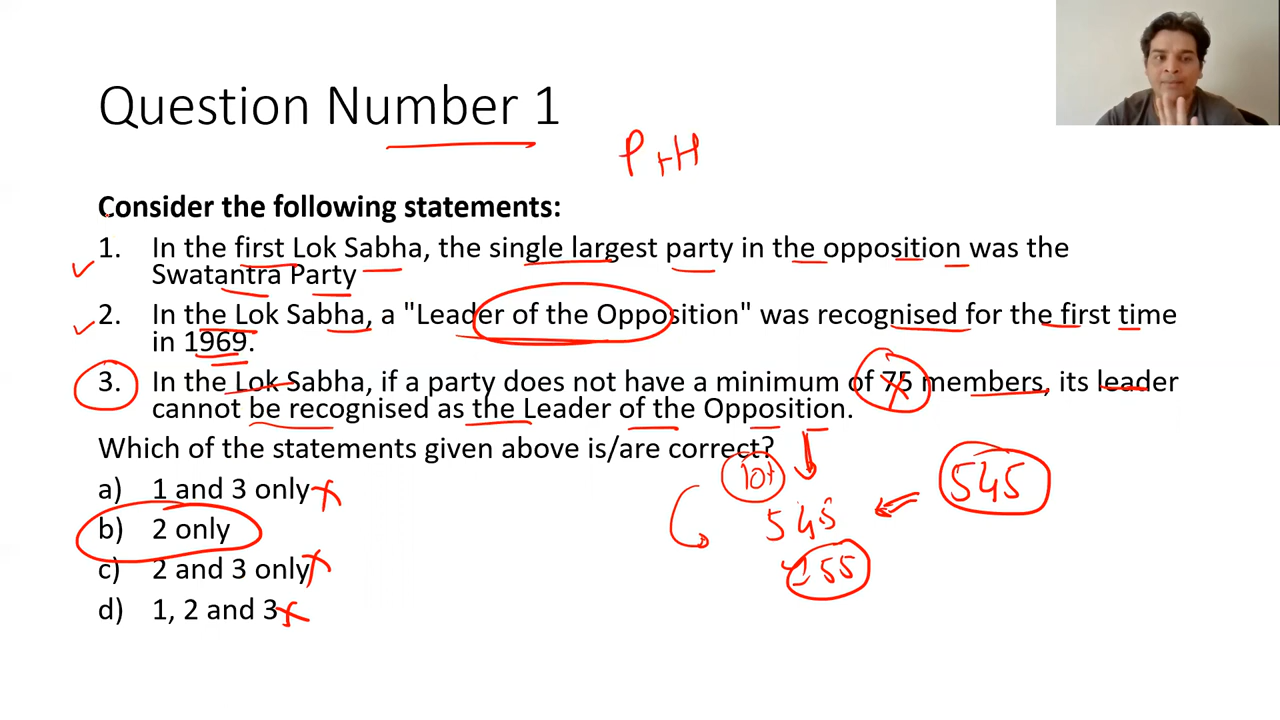 Question Number 1
P+H
Consider the following statements:
1. In the first Lok Sabha, the single largest party in the opposition was the
Swatantra Party
2. In the Lok Sabha, a "Leader of the Opposition" was recognised for the first time
in 1969.
3. In the Lok Sabha, if a party does not have a minimum of 75 members, its leader
cannot be recognised as the Leader of the Opposition.
Which of the statements given above is/are correct?
a) 1 and 3 only
b) 2 only
c) 2 and 3 only
d) 1, 2 and 3
545
545
55